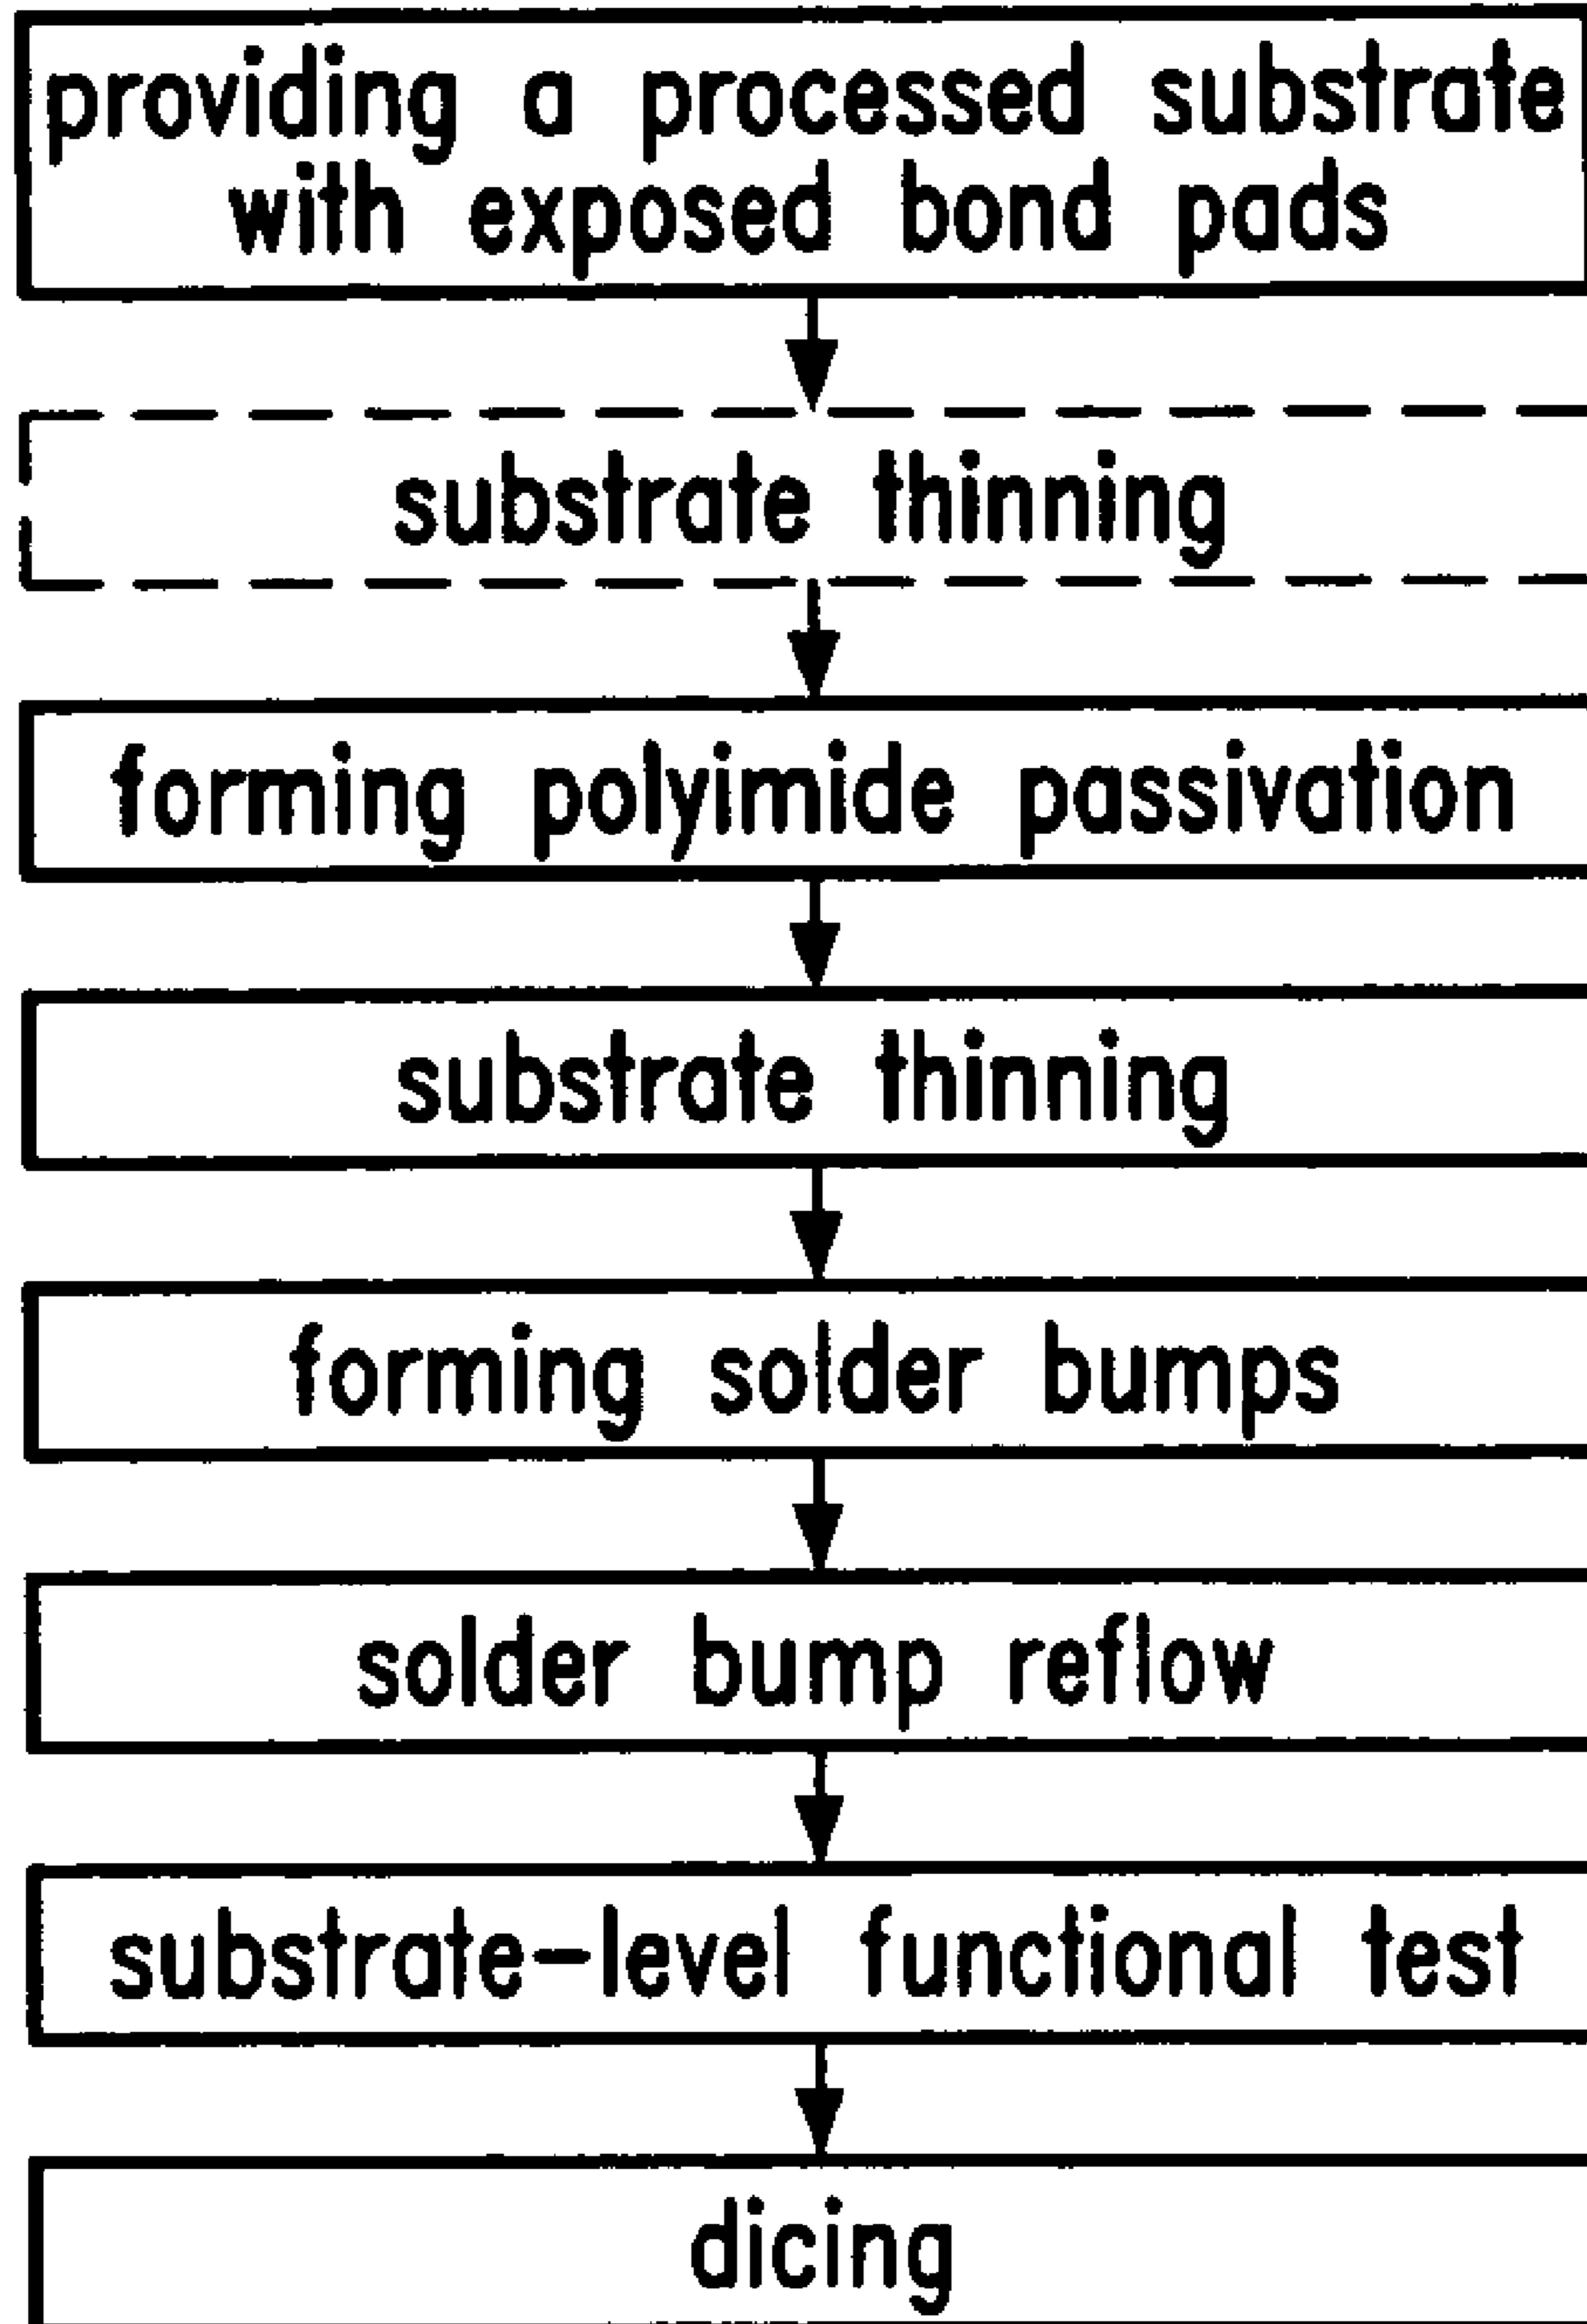 providing a processed substrate
with exposed bond pads
substrate thinning
forming polyimide passivation
substrate thinning
forming solder bumps
solder bump reflow
substrate-level functional test
dicing